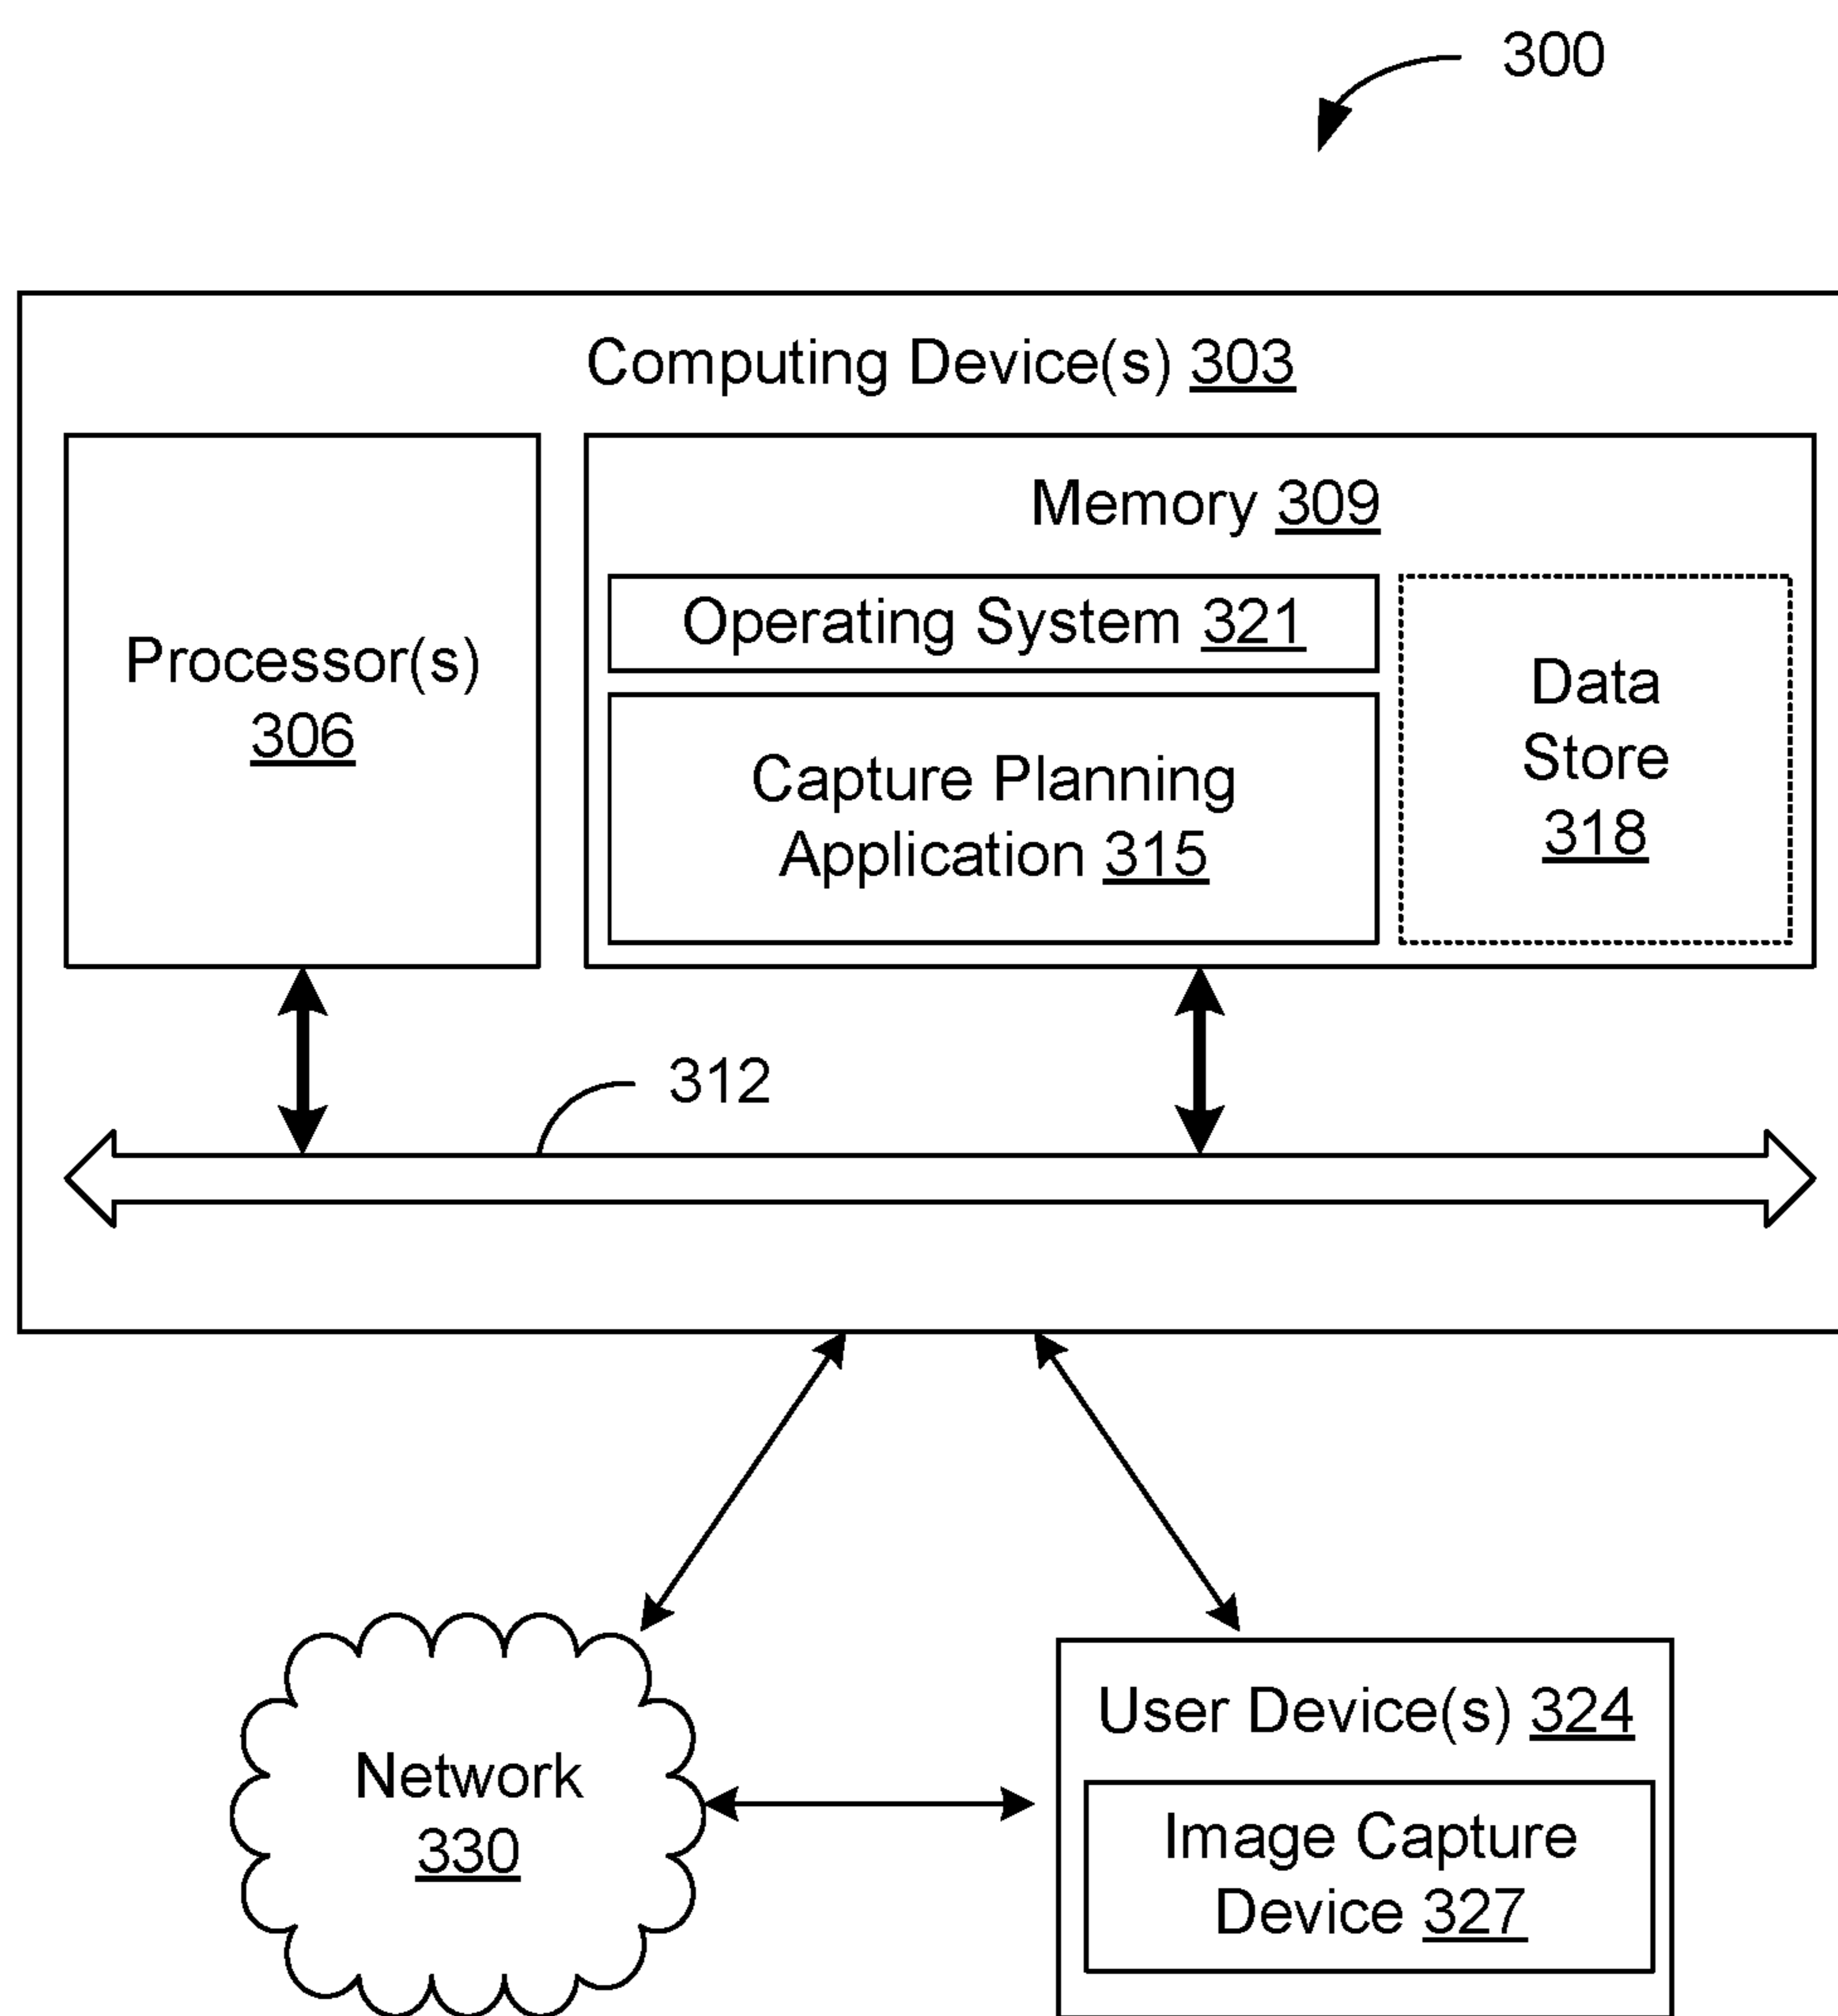 300
Computing Device(s) 303
Processor(s)
306
Memory 309
Operating System 321
Capture Planning
Application 315
Data
Store
318
312
Network
330
User Device(s) 324
Image Capture
Device 327